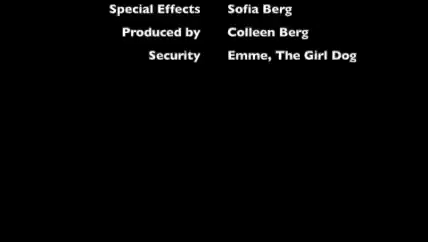 Special Effects Sofia Berg
Produced by Colleen Berg
Security Emme, The Girl Dog